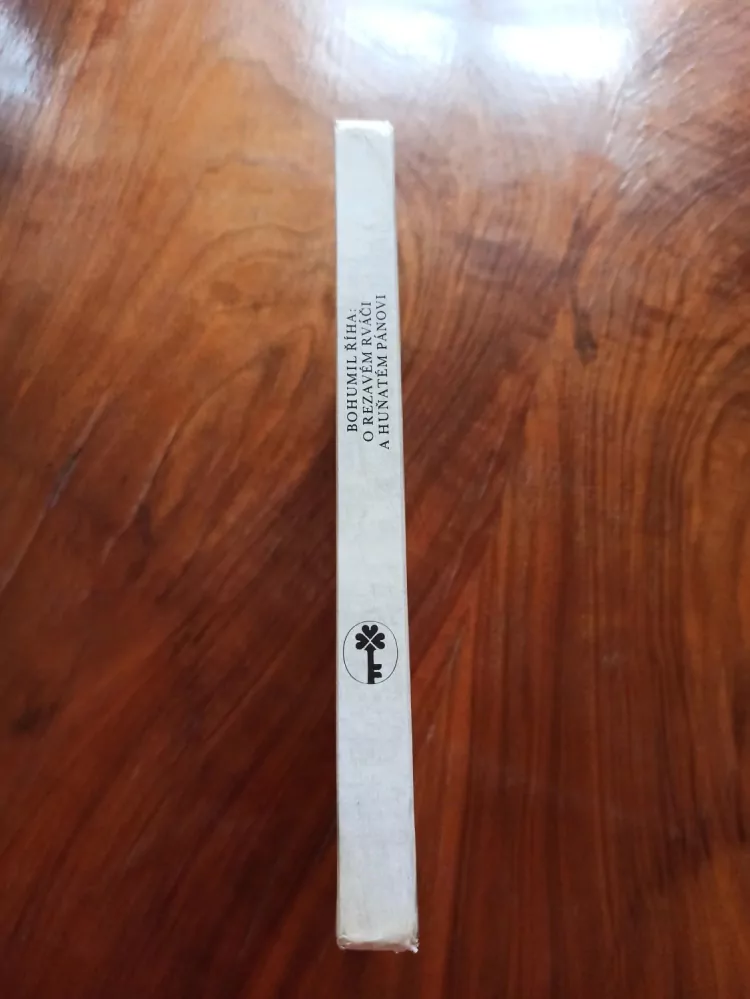 BOHUMIL ŘÍHA:
O REZAVÉM RVÁČI
A HUŇATÉM PÁNOVI